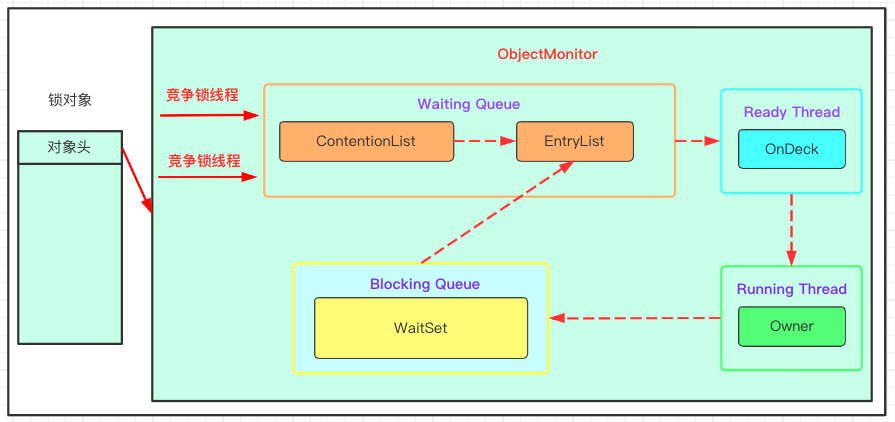 ObjectMonitor
锁对象
对象头
竞争锁线程
竞争锁线程
Waiting Queue
ContentionList
EntryList
Ready Thread
OnDeck
Blocking Queue
WaitSet
Running Thread
Owner